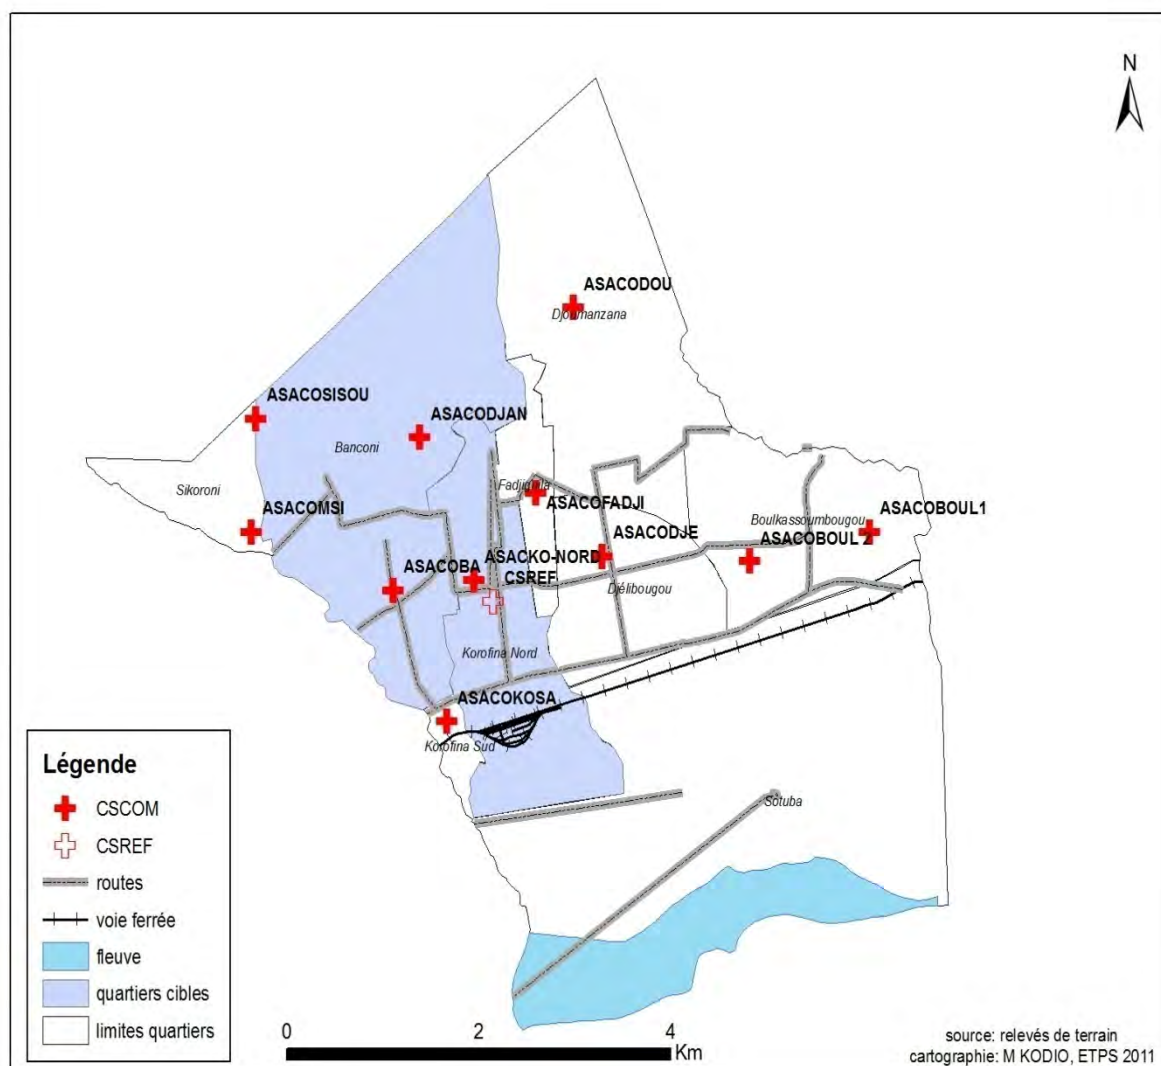 N
ASACODOU
Djoumanzana
ASACOSISOU
ASACODJAN
Banconi
Sikoroni
Fadjiguila
ASACOFADJI
ASACOMSI
ASACOBOUL1
Boulkassoumbougou
ASACODJE
ASACOBOUL 2
ASACKO-NORD
ASACOBA
CSREF
Djélibougou
Korofina Nord
ASACOKOSA
Korofina Sud
Sotuba
Légende
CSCOM
CSREF
routes
voie ferrée
fleuve
quartiers cibles
limites quartiers
0 2 4
Km
source: relevés de terrain
cartographie: M KODIO, ETPS 2011